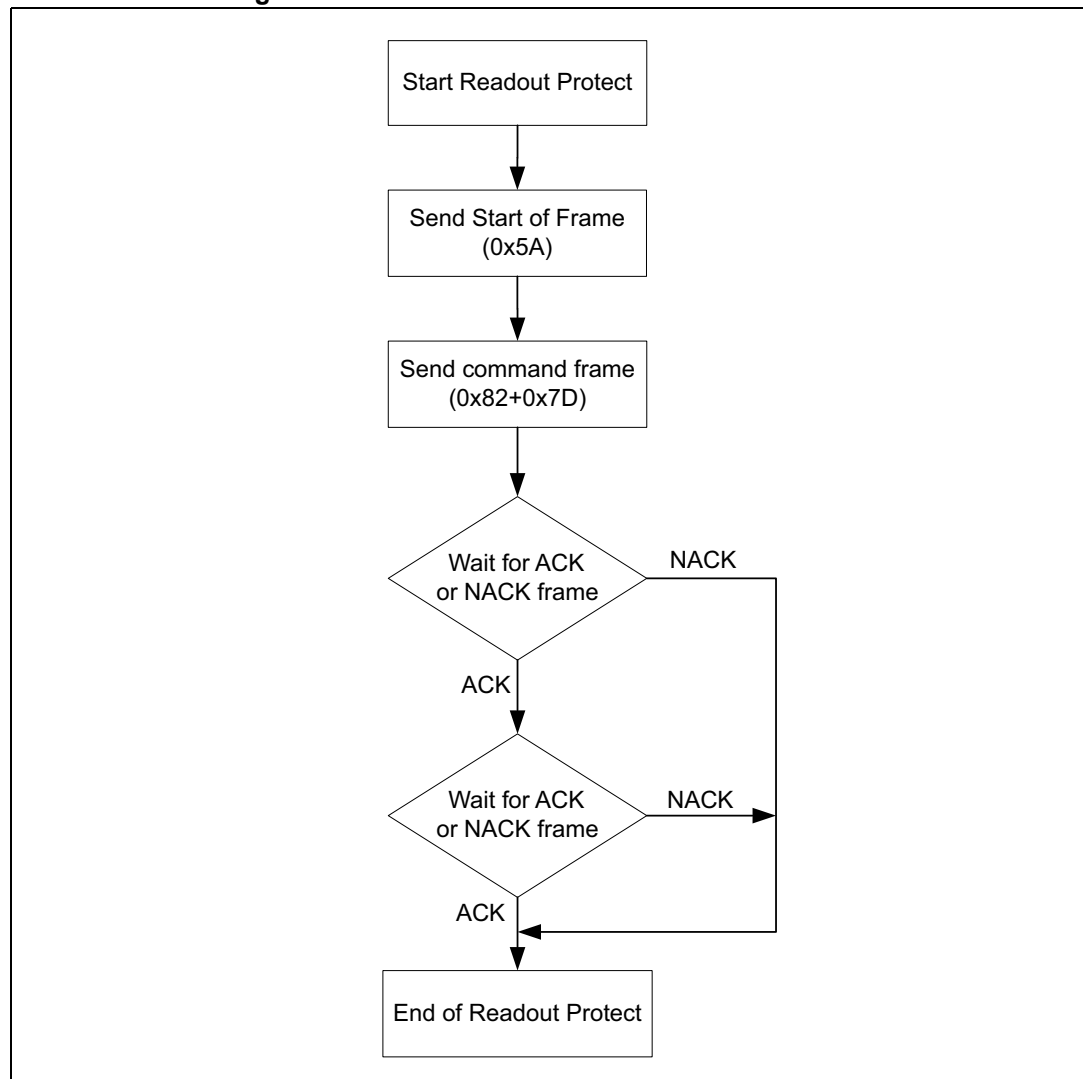 Start Readout Protect
Send Start of Frame
(0x5A)
Send command frame
(0x82+0x7D)
Wait for ACK
or NACK frame
NACK
ACK
Wait for ACK
or NACK frame
NACK
ACK
End of Readout Protect